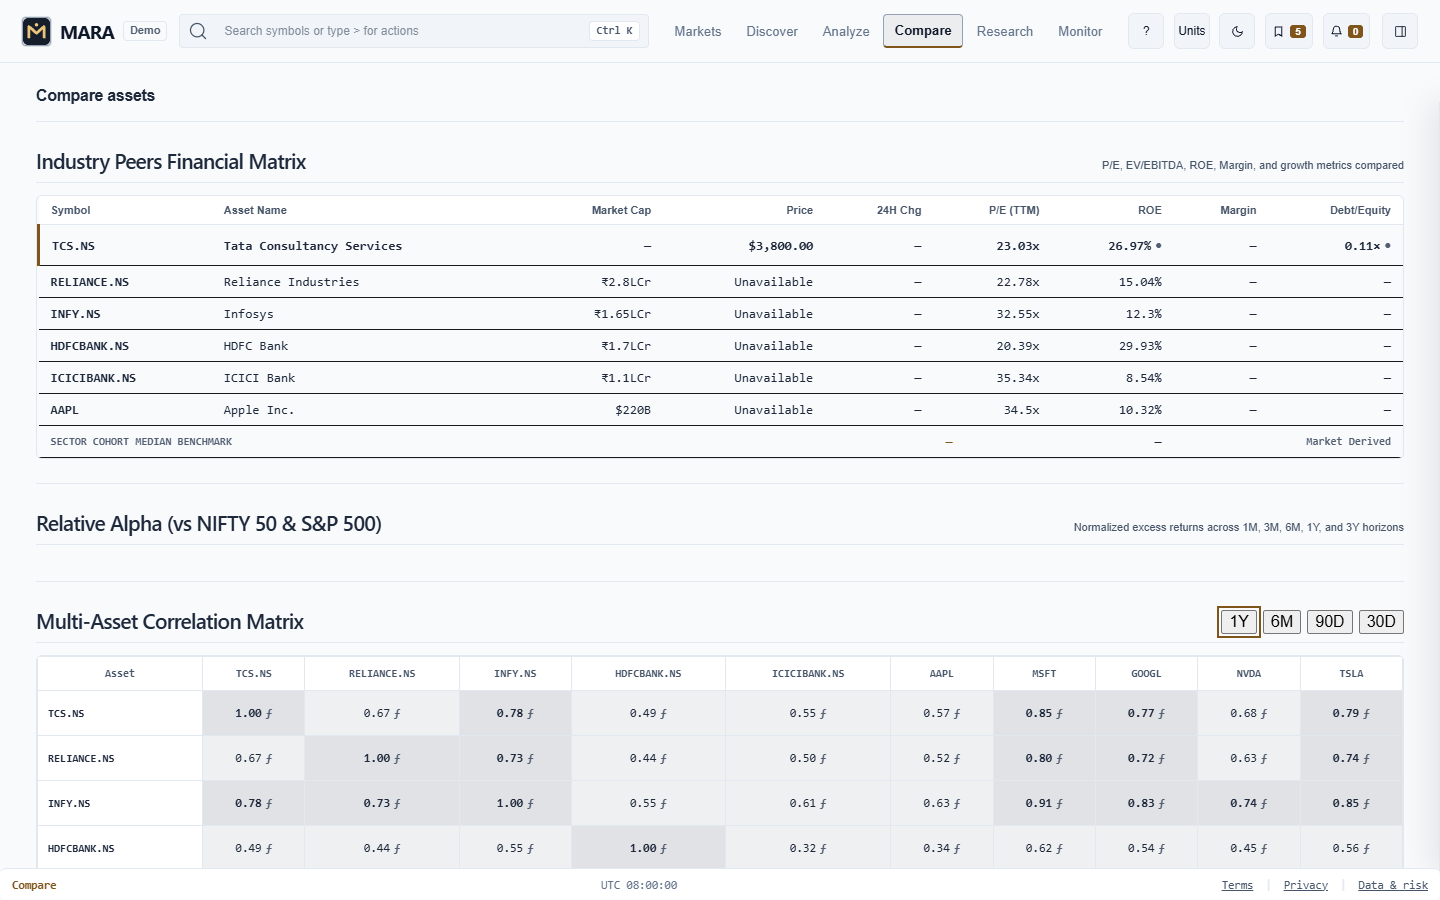 MARA Demo Search symbols or type > for actions Ctrl K Markets Discover Analyze Compare Research Monitor ? Units 5 0
Compare assets
Industry Peers Financial Matrix P/E, EV/EBITDA, ROE, Margin, and growth metrics compared
Symbol Asset Name Market Cap Price 24H Chg P/E (TTM) ROE Margin Debt/Equity
TCS.NS Tata Consultancy Services — $3,800.00 — 23.03x 26.97% • — 0.11× •
RELIANCE.NS Reliance Industries ₹2.8LCr Unavailable — 22.78x 15.04% — —
INFY.NS Infosys ₹1.65LCr Unavailable — 32.55x 12.3% — —
HDFCBANK.NS HDFC Bank ₹1.7LCr Unavailable — 20.39x 29.93% — —
ICICIBANK.NS ICICI Bank ₹1.1LCr Unavailable — 35.34x 8.54% — —
AAPL Apple Inc. $220B Unavailable — 34.5x 10.32% — —
SECTOR COHORT MEDIAN BENCHMARK — — Market Derived
Relative Alpha (vs NIFTY 50 & S&P 500) Normalized excess returns across 1M, 3M, 6M, 1Y, and 3Y horizons
Multi-Asset Correlation Matrix 1Y 6M 90D 30D
Asset TCS.NS RELIANCE.NS INFY.NS HDFCBANK.NS ICICIBANK.NS AAPL MSFT GOOGL NVDA TSLA
TCS.NS 1.00 ƒ 0.67 ƒ 0.78 ƒ 0.49 ƒ 0.55 ƒ 0.57 ƒ 0.85 ƒ 0.77 ƒ 0.68 ƒ 0.79 ƒ
RELIANCE.NS 0.67 ƒ 1.00 ƒ 0.73 ƒ 0.44 ƒ 0.50 ƒ 0.52 ƒ 0.80 ƒ 0.72 ƒ 0.63 ƒ 0.74 ƒ
INFY.NS 0.78 ƒ 0.73 ƒ 1.00 ƒ 0.55 ƒ 0.61 ƒ 0.63 ƒ 0.91 ƒ 0.83 ƒ 0.74 ƒ 0.85 ƒ
HDFCBANK.NS 0.49 ƒ 0.44 ƒ 0.55 ƒ 1.00 ƒ 0.32 ƒ 0.34 ƒ 0.62 ƒ 0.54 ƒ 0.45 ƒ 0.56 ƒ
Compare UTC 08:00:00 Terms Privacy Data & risk